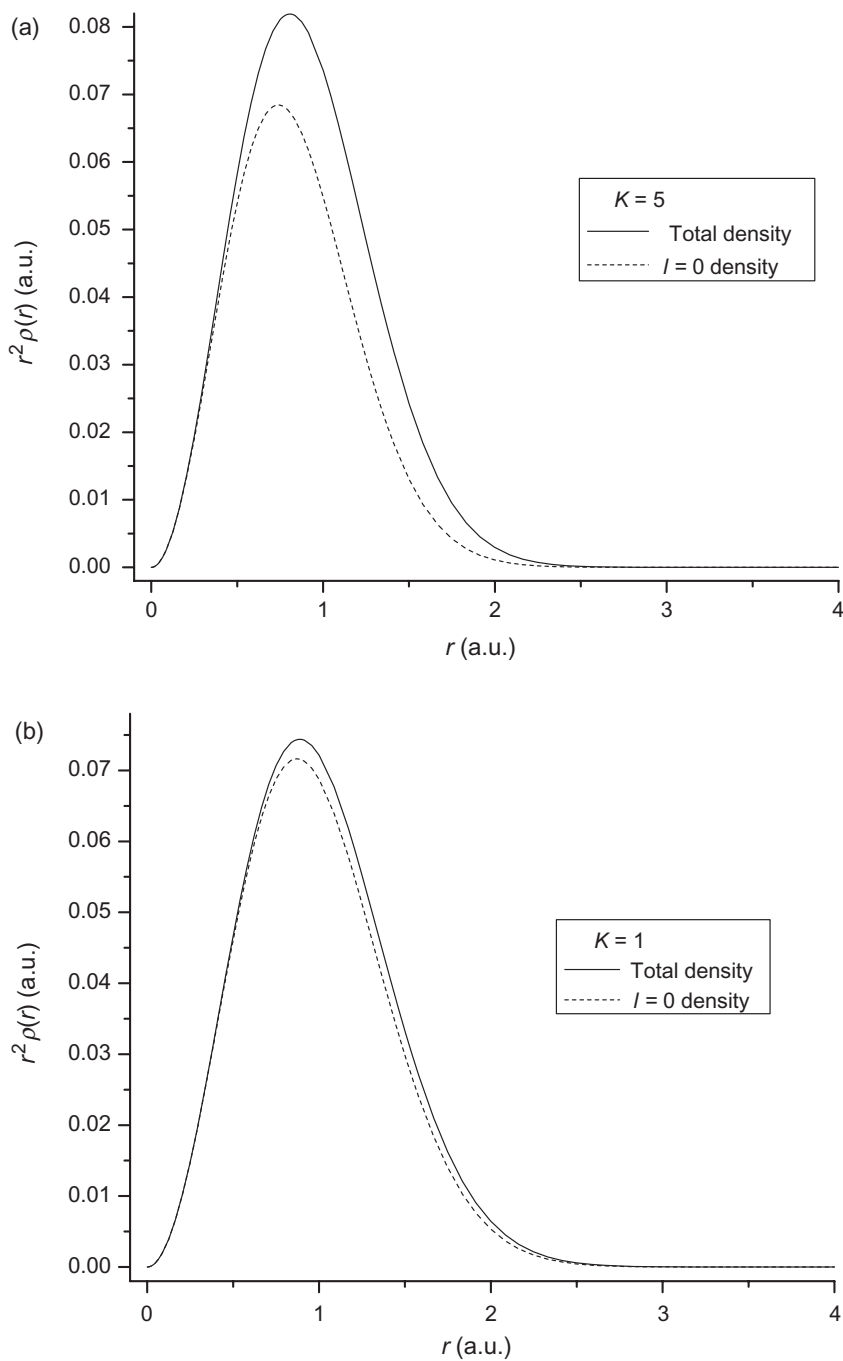 (a)
0.08
0.07
0.06
0.05
0.04
0.03
0.02
0.01
0.00
r² ρ(r) (a.u.)
K = 5
Total density
l = 0 density
0 1 2 3 4
r (a.u.)
(b)
0.07
0.06
0.05
0.04
0.03
0.02
0.01
0.00
r² ρ(r) (a.u.)
K = 1
Total density
l = 0 density
0 1 2 3 4
r (a.u.)